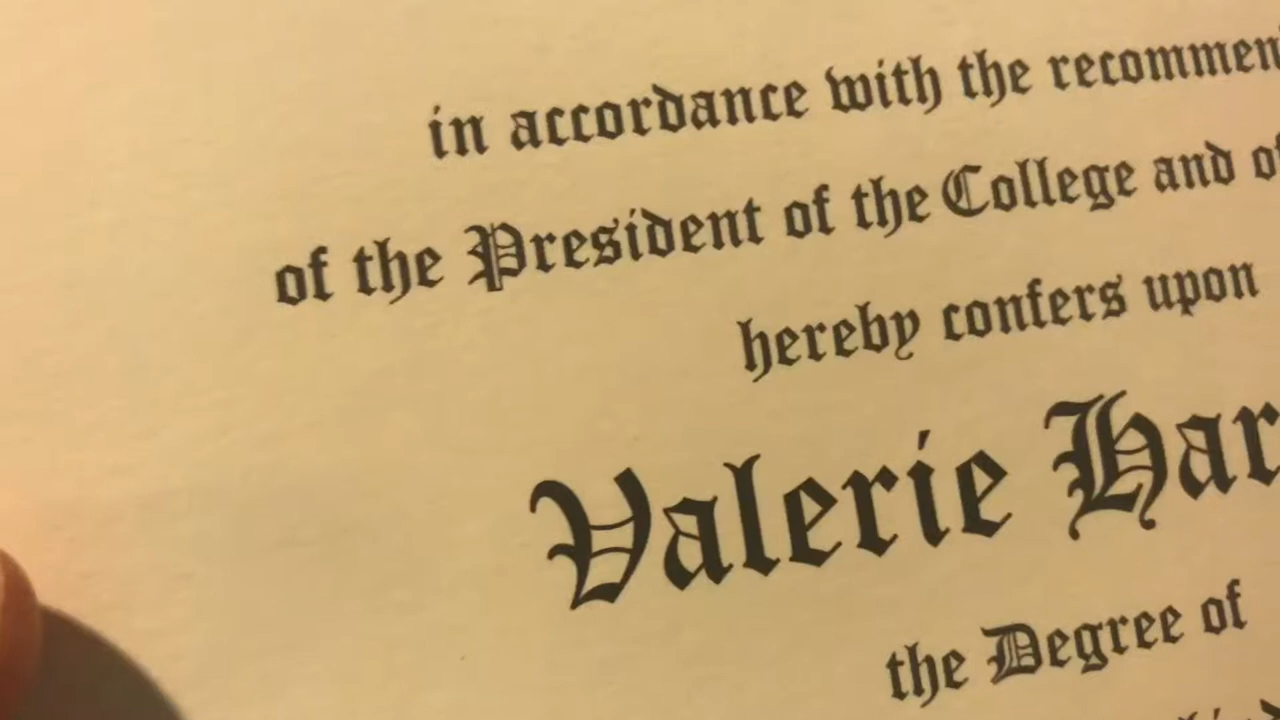 in accordance with the recommen
of the President of the College and of
hereby confers upon
Valerie Har
the Degree of